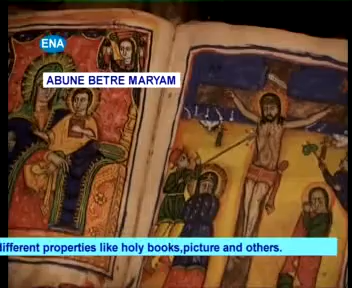 ENA
ABUNE BETRE MARYAM
different properties like holy books,picture and others.